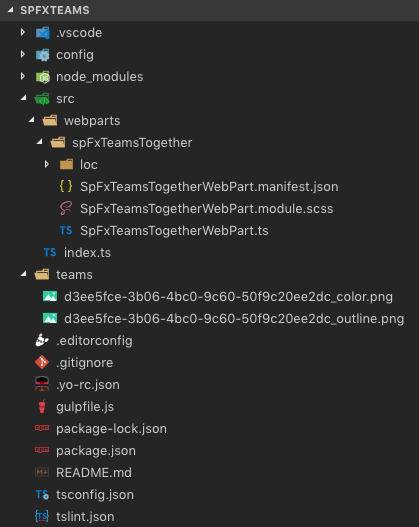 SPFXTEAMS
.vscode
config
node_modules
src
webparts
spFxTeamsTogether
loc
{ } SpFxTeamsTogetherWebPart.manifest.json
SpFxTeamsTogetherWebPart.module.scss
TS SpFxTeamsTogetherWebPart.ts
TS index.ts
teams
d3ee5fce-3b06-4bc0-9c60-50f9c20ee2dc_color.png
d3ee5fce-3b06-4bc0-9c60-50f9c20ee2dc_outline.png
.editorconfig
.gitignore
.yo-rc.json
gulpfile.js
package-lock.json
package.json
README.md
TS tsconfig.json
{TS} tslint.json